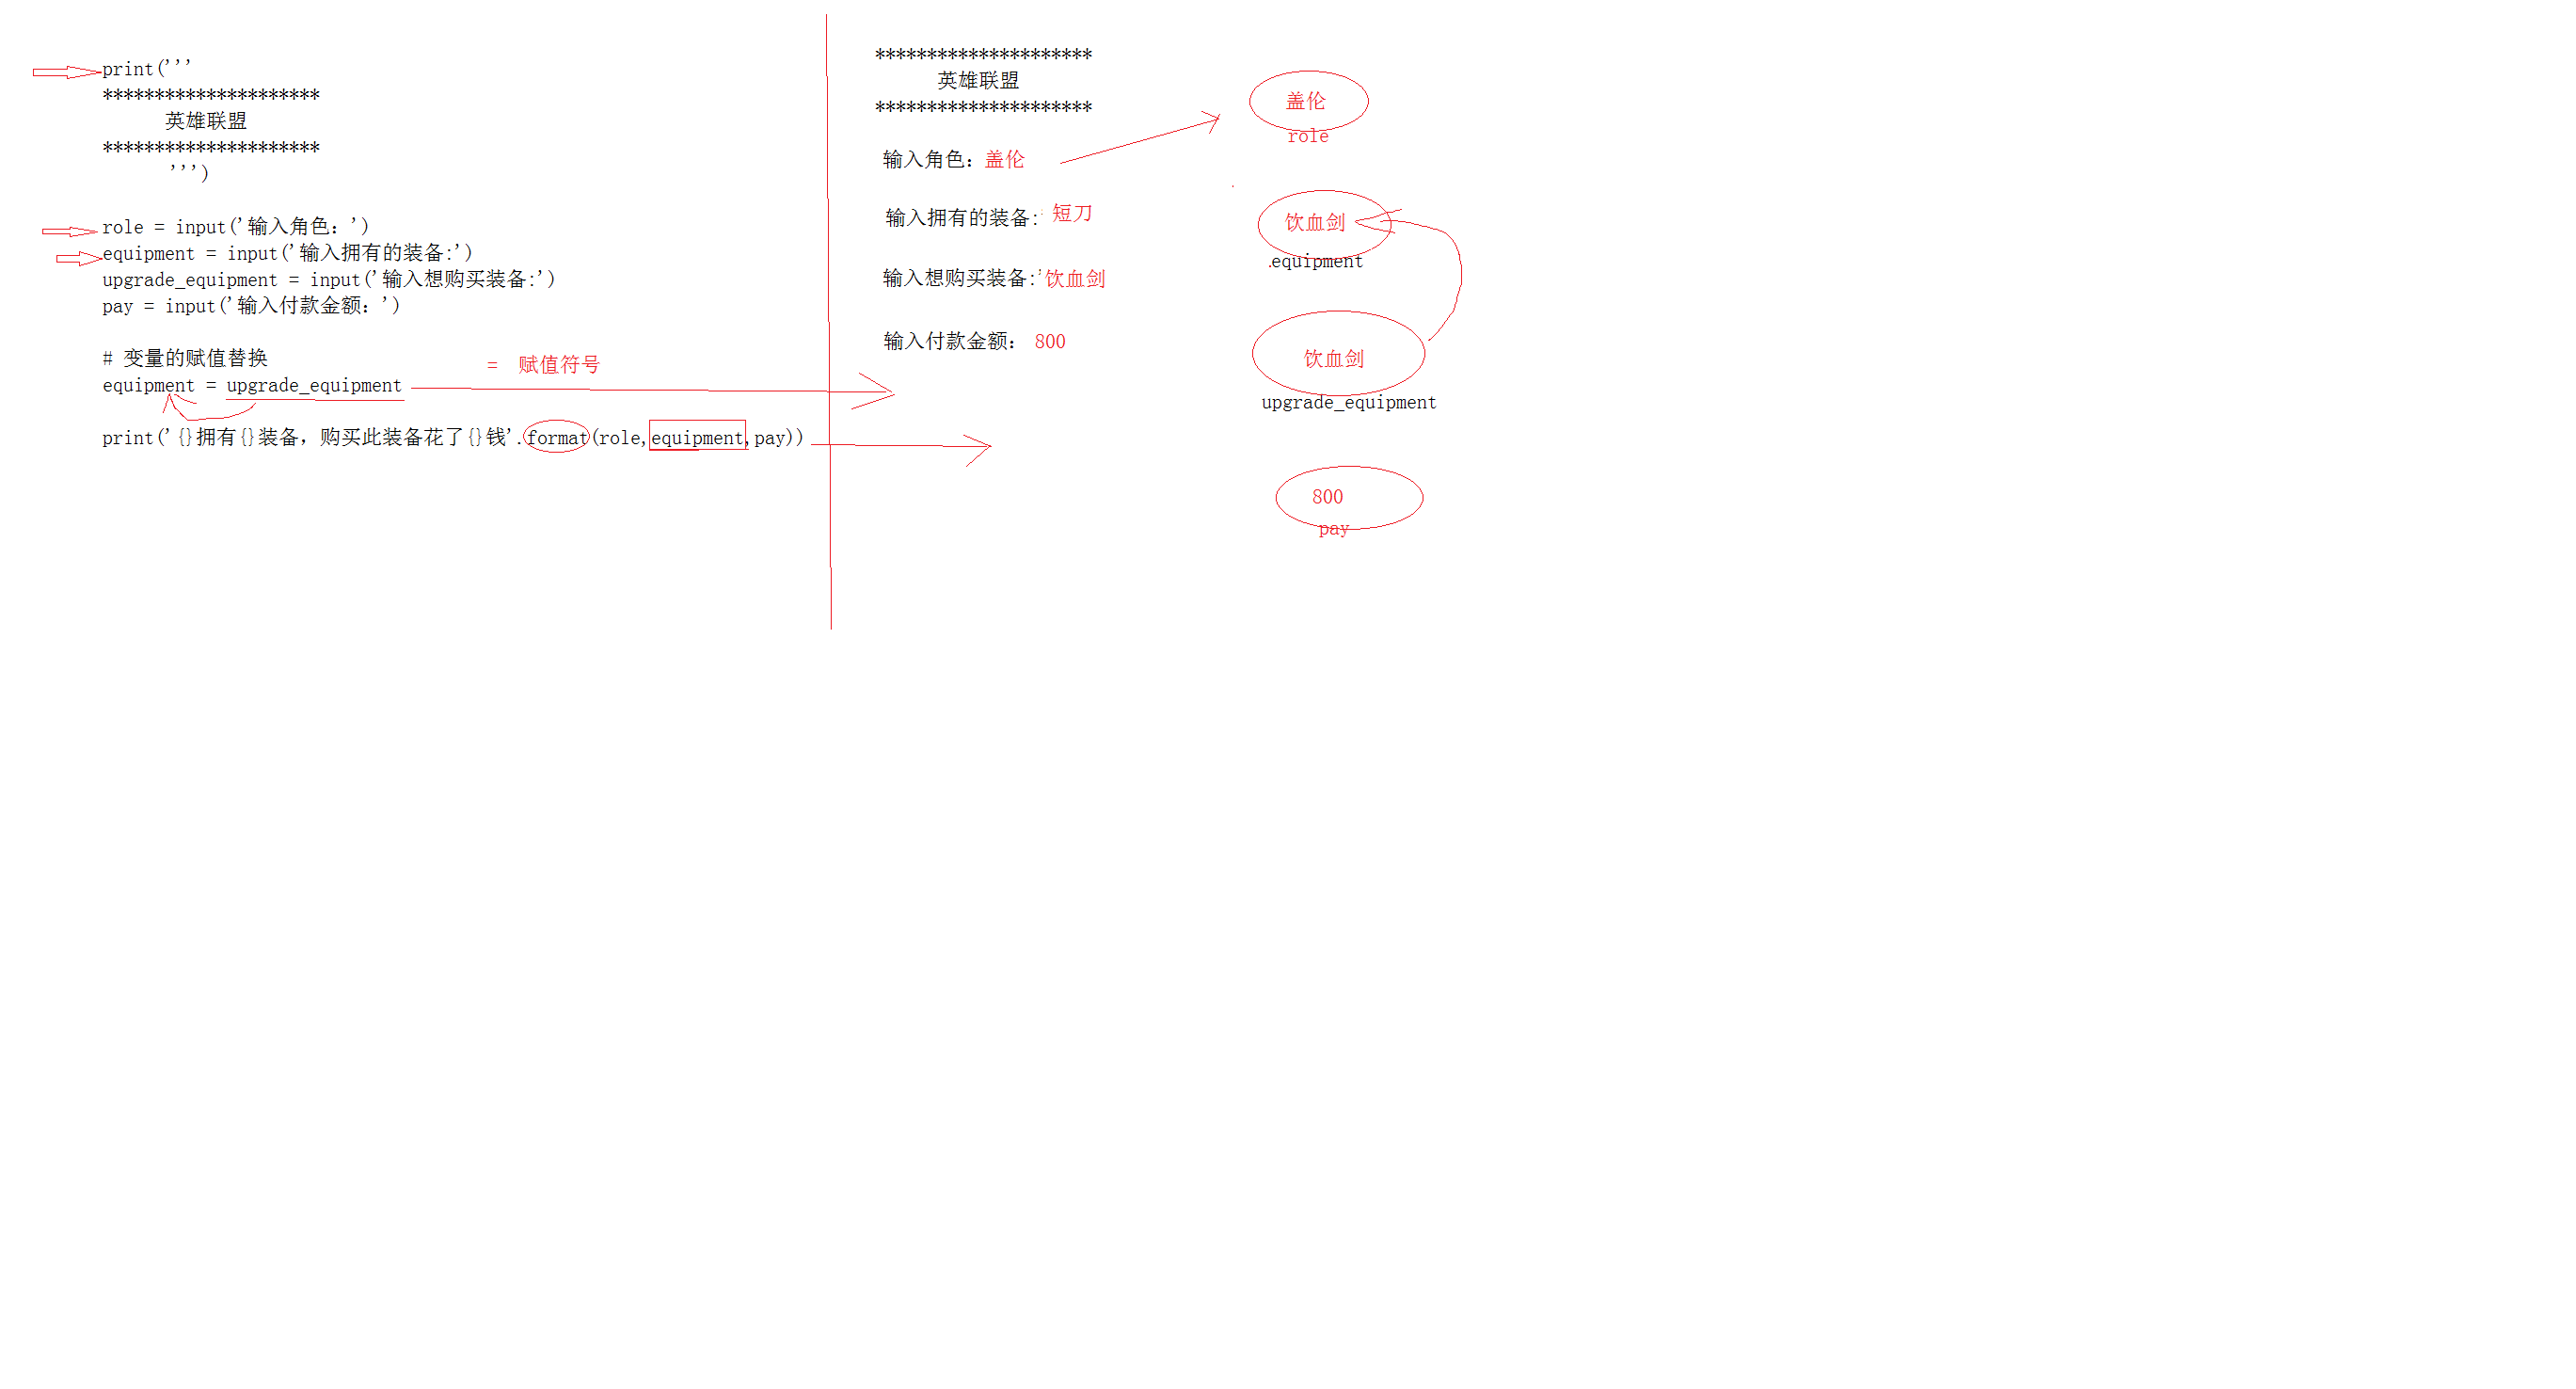 print('''
*********************
英雄联盟
*********************
''')
role = input('输入角色：')
equipment = input('输入拥有的装备:')
upgrade_equipment = input('输入想购买装备:')
pay = input('输入付款金额：')
# 变量的赋值替换
equipment = upgrade_equipment
= 赋值符号
print('{}拥有{}装备，购买此装备花了{}钱'.format(role,equipment,pay))
*********************
英雄联盟
*********************
输入角色：盖伦
输入拥有的装备: 短刀
输入想购买装备:'饮血剑
输入付款金额： 800
盖伦
role
饮血剑
.equipment
饮血剑
upgrade_equipment
800
pay